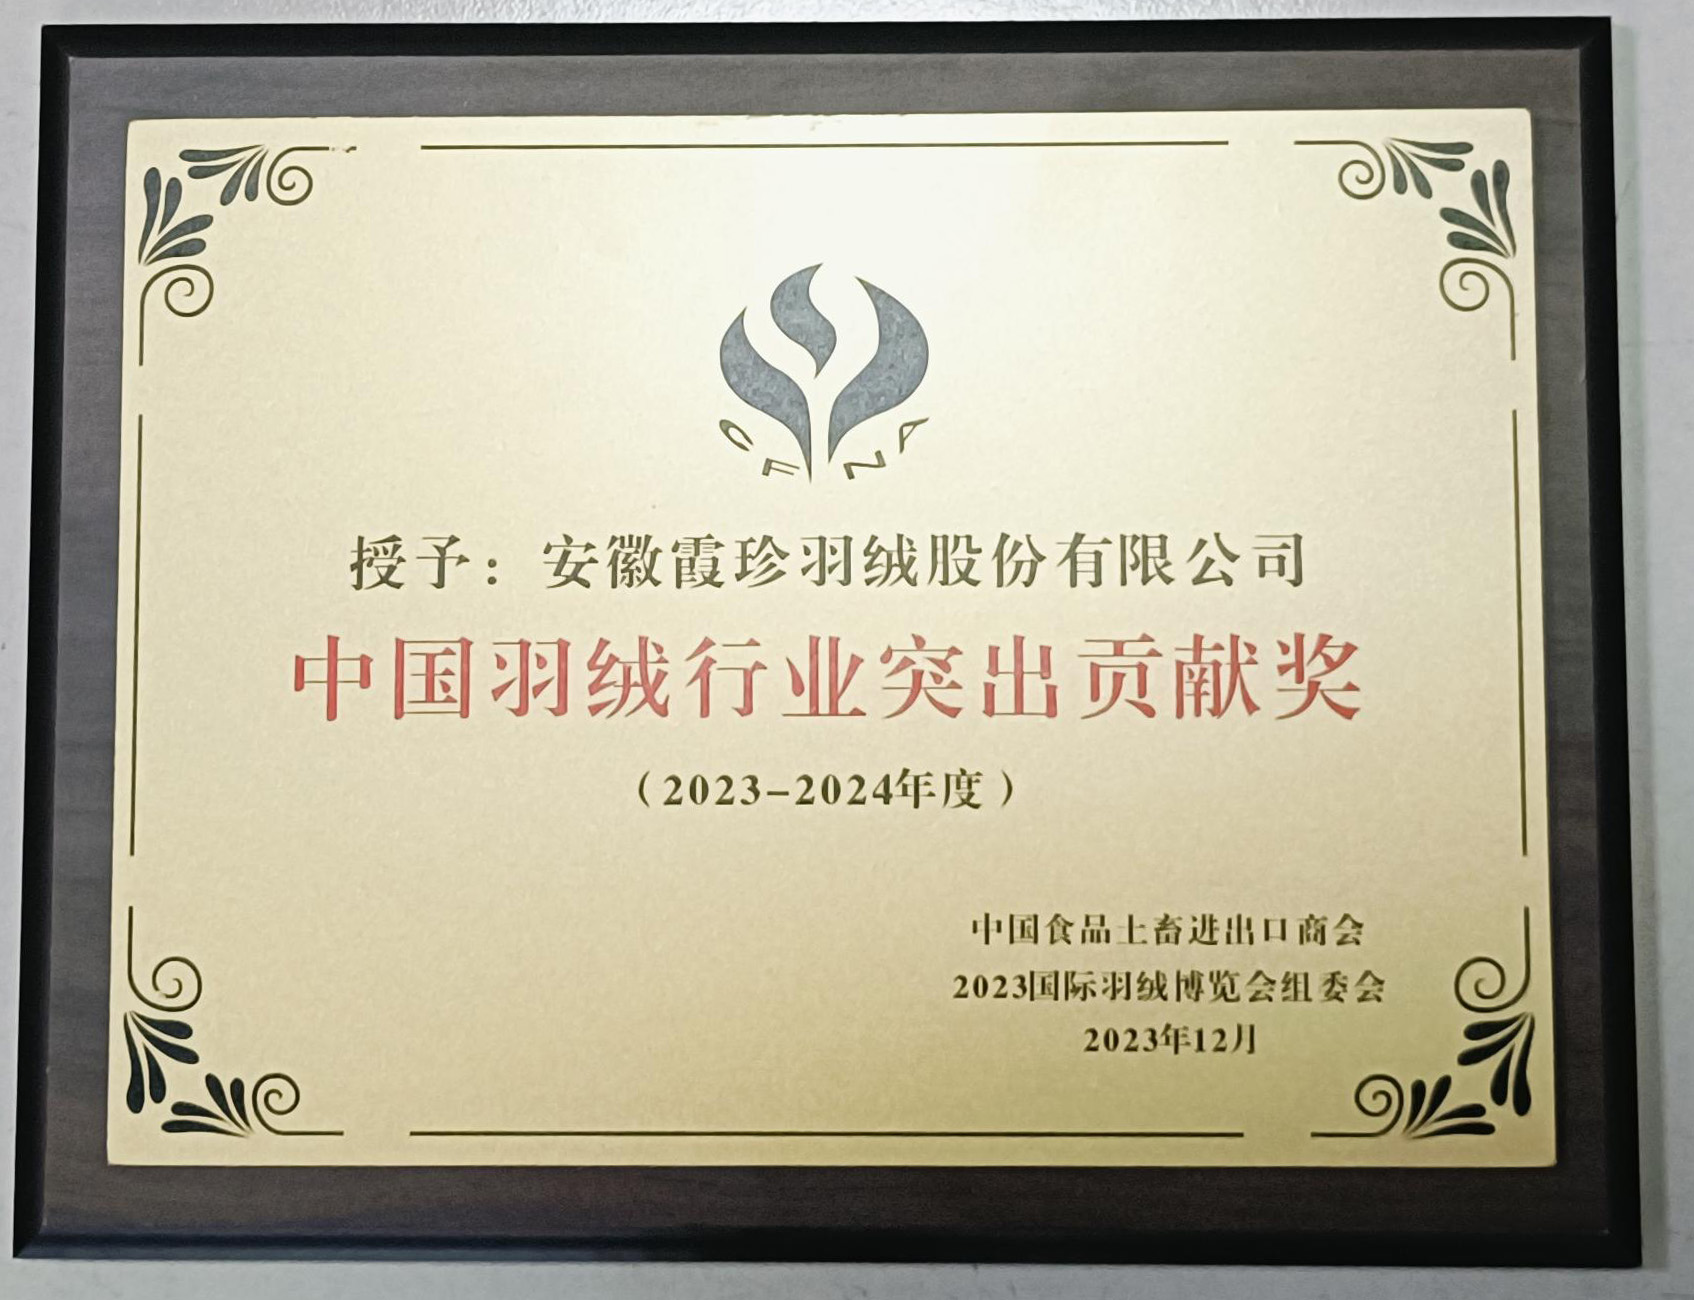 CFNA
授予：安徽霞珍羽绒股份有限公司
中国羽绒行业突出贡献奖
（2023-2024年度）
中国食品土畜进出口商会
2023国际羽绒博览会组委会
2023年12月